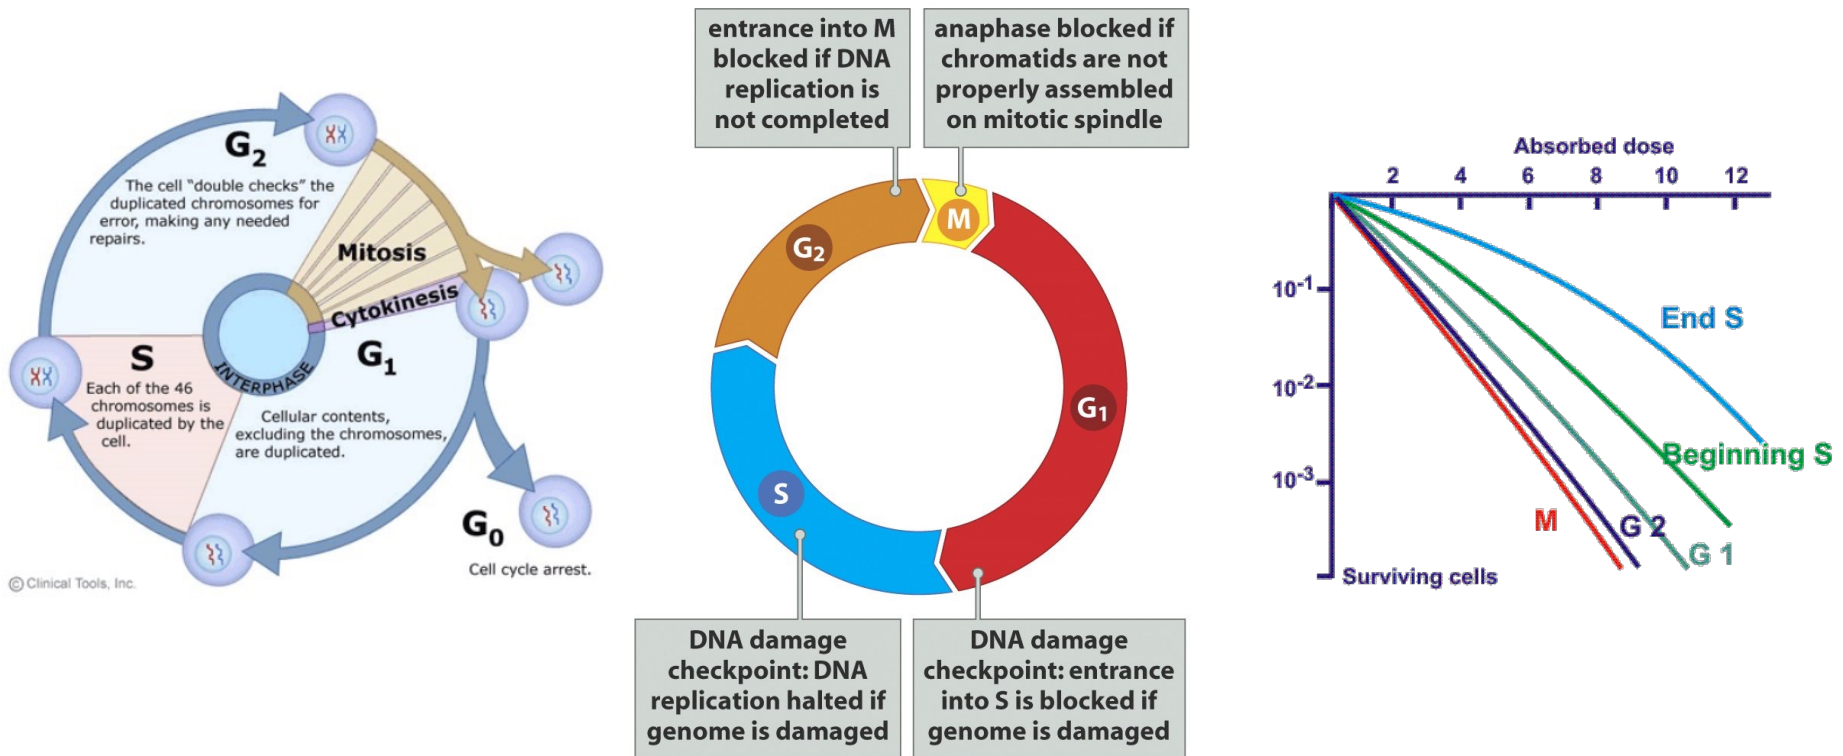 G2
The cell "double checks" the
duplicated chromosomes for
error, making any needed
repairs.
Mitosis
Cytokinesis
S
Each of the 46
chromosomes is
duplicated by the
cell.
INTERPHASE
G1
Cellular contents,
excluding the chromosomes,
are duplicated.
G0
Cell cycle arrest.
© Clinical Tools, Inc.
entrance into M
blocked if DNA
replication is
not completed
anaphase blocked if
chromatids are not
properly assembled
on mitotic spindle
G2
M
G1
S
DNA damage
checkpoint: DNA
replication halted if
genome is damaged
DNA damage
checkpoint: entrance
into S is blocked if
genome is damaged
Absorbed dose
2 4 6 8 10 12
10-1
10-2
10-3
End S
Beginning S
M
G 2
G 1
Surviving cells